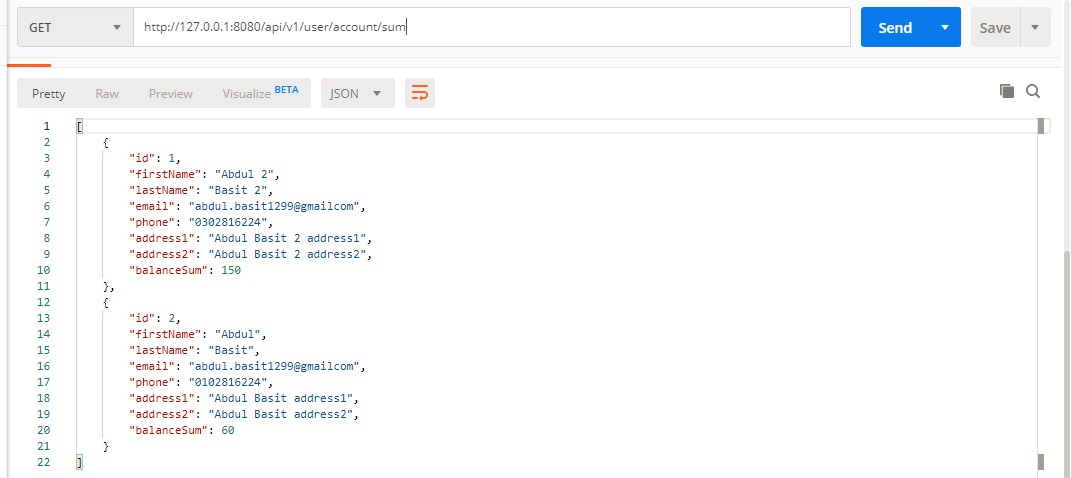 GET http://127.0.0.1:8080/api/v1/user/account/sum Send Save
Pretty Raw Preview Visualize BETA JSON
1 [
2 {
3 "id": 1,
4 "firstName": "Abdul 2",
5 "lastName": "Basit 2",
6 "email": "abdul.basit1299@gmailcom",
7 "phone": "0302816224",
8 "address1": "Abdul Basit 2 address1",
9 "address2": "Abdul Basit 2 address2",
10 "balanceSum": 150
11 },
12 {
13 "id": 2,
14 "firstName": "Abdul",
15 "lastName": "Basit",
16 "email": "abdul.basit1299@gmailcom",
17 "phone": "0102816224",
18 "address1": "Abdul Basit address1",
19 "address2": "Abdul Basit address2",
20 "balanceSum": 60
21 }
22 ]